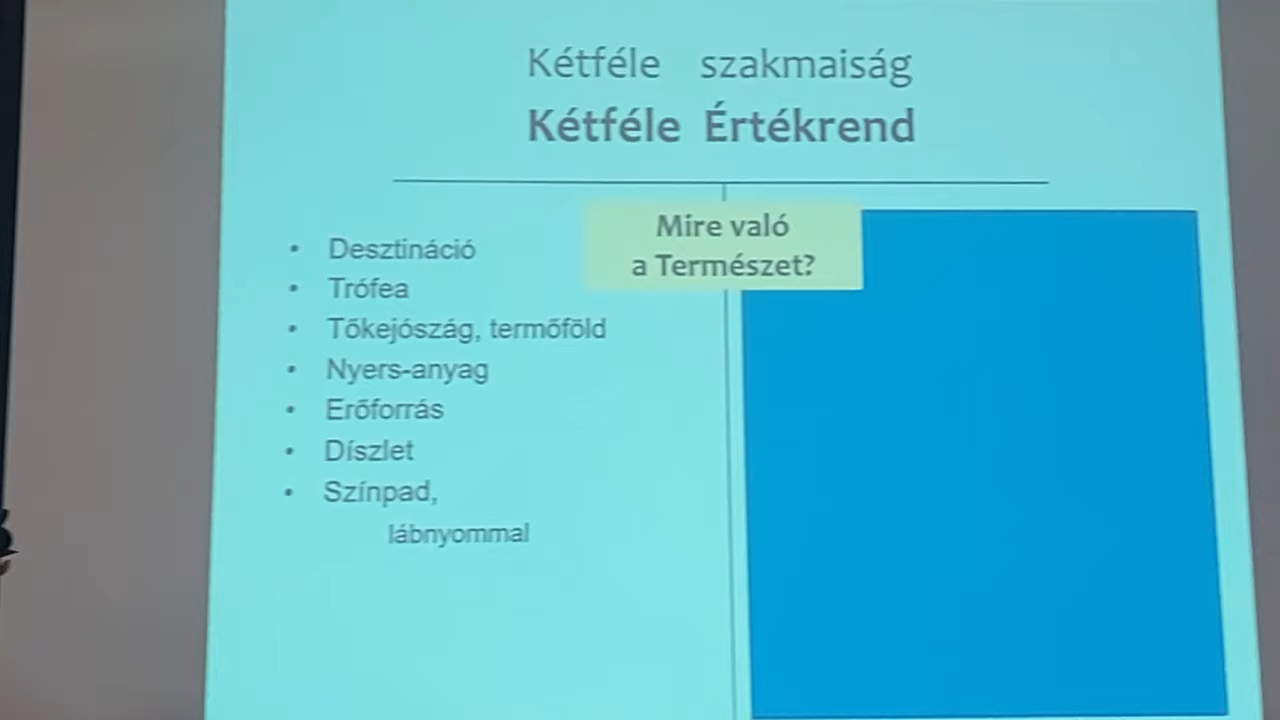 Kétféle szakmaiság
Kétféle Értékrend
Mire való
a Természet?
• Desztináció
• Trófea
• Tőkejószág, termőföld
• Nyers-anyag
• Erőforrás
• Díszlet
• Színpad,
lábnyommal